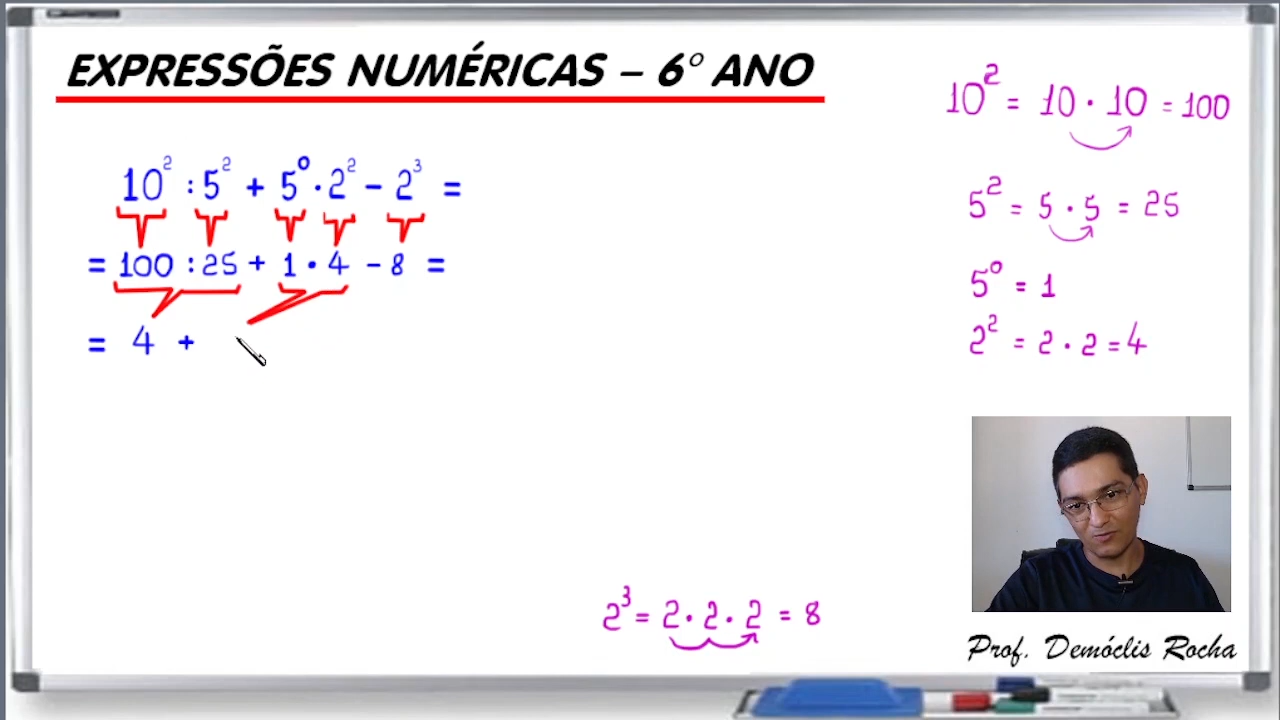 EXPRESSÕES NUMÉRICAS – 6º ANO
10² : 5² + 5⁰ · 2² - 2³ =
= 100 : 25 + 1 · 4 - 8 =
= 4 +
10² = 10 · 10 = 100
5² = 5 · 5 = 25
5⁰ = 1
2² = 2 · 2 = 4
2³ = 2 · 2 · 2 = 8
Prof. Demóclis Rocha